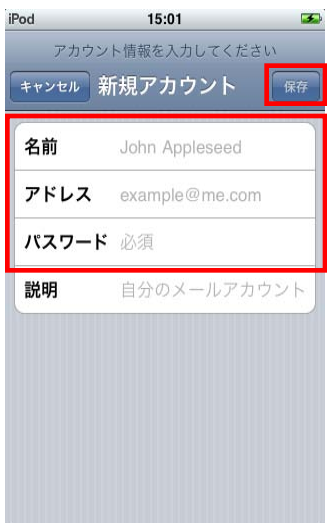 iPod 15:01
アカウント情報を入力してください
キャンセル 新規アカウント 保存
名前 John Appleseed
アドレス example@me.com
パスワード 必須
説明 自分のメールアカウント